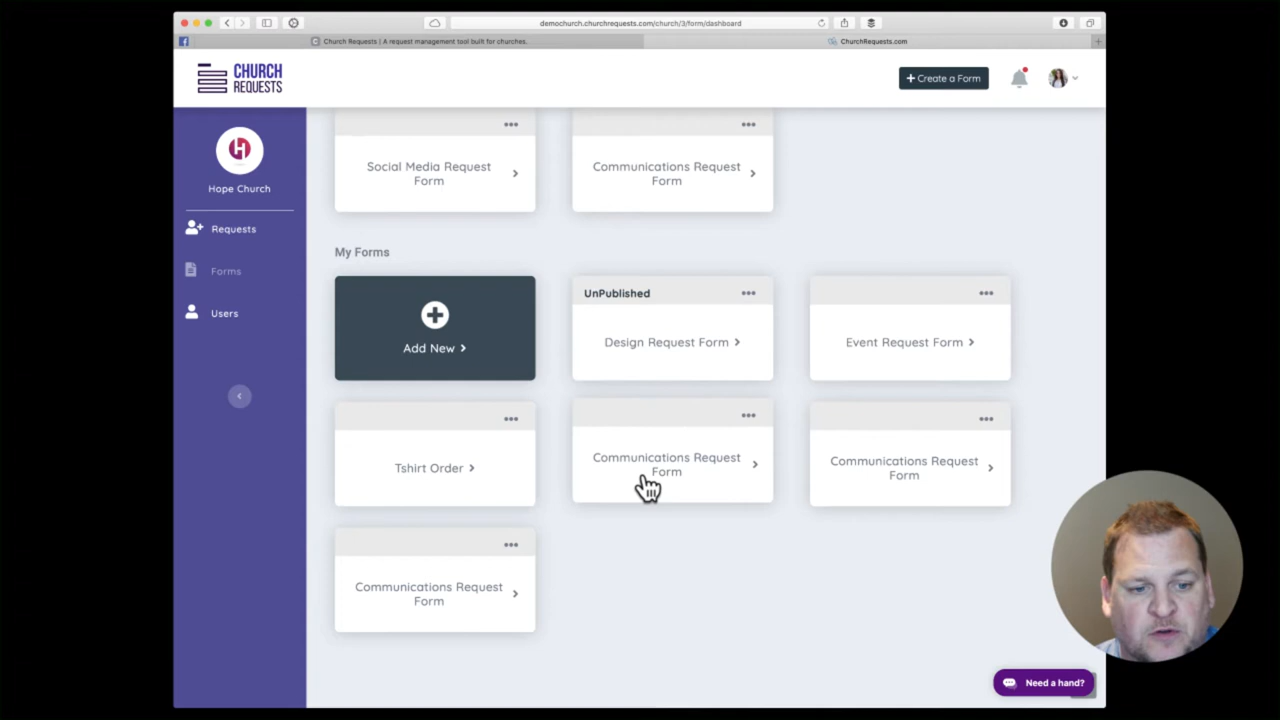 demochurch.churchrequests.com/church/3/form/dashboard
Church Requests | A request management tool built for churches.
ChurchRequests.com
CHURCH
REQUESTS
+ Create a Form
Hope Church
Requests
Forms
Users
Social Media Request
Form
Communications Request
Form
My Forms
Add New
UnPublished
Design Request Form
Event Request Form
Tshirt Order
Communications Request
Form
Communications Request
Form
Communications Request
Form
Need a hand?